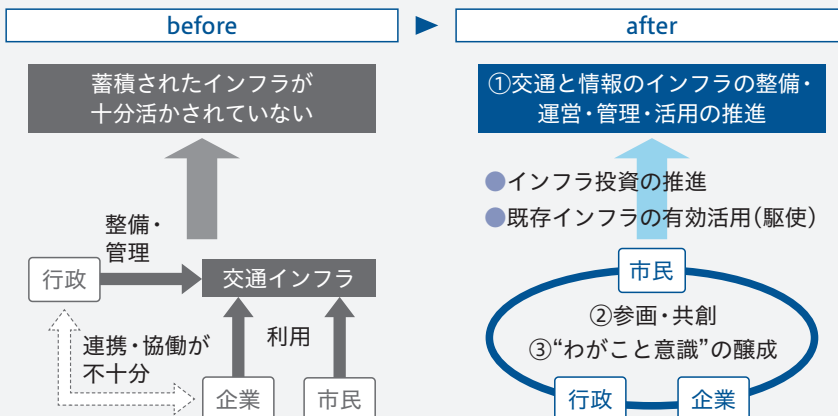 before
蓄積されたインフラが
十分活かされていない
整備・
管理
行政
交通インフラ
連携・協働が
不十分
利用
企業
市民
after
①交通と情報のインフラの整備・
運営・管理・活用の推進
●インフラ投資の推進
●既存インフラの有効活用(駆使)
市民
②参画・共創
③“わがこと意識”の醸成
行政
企業